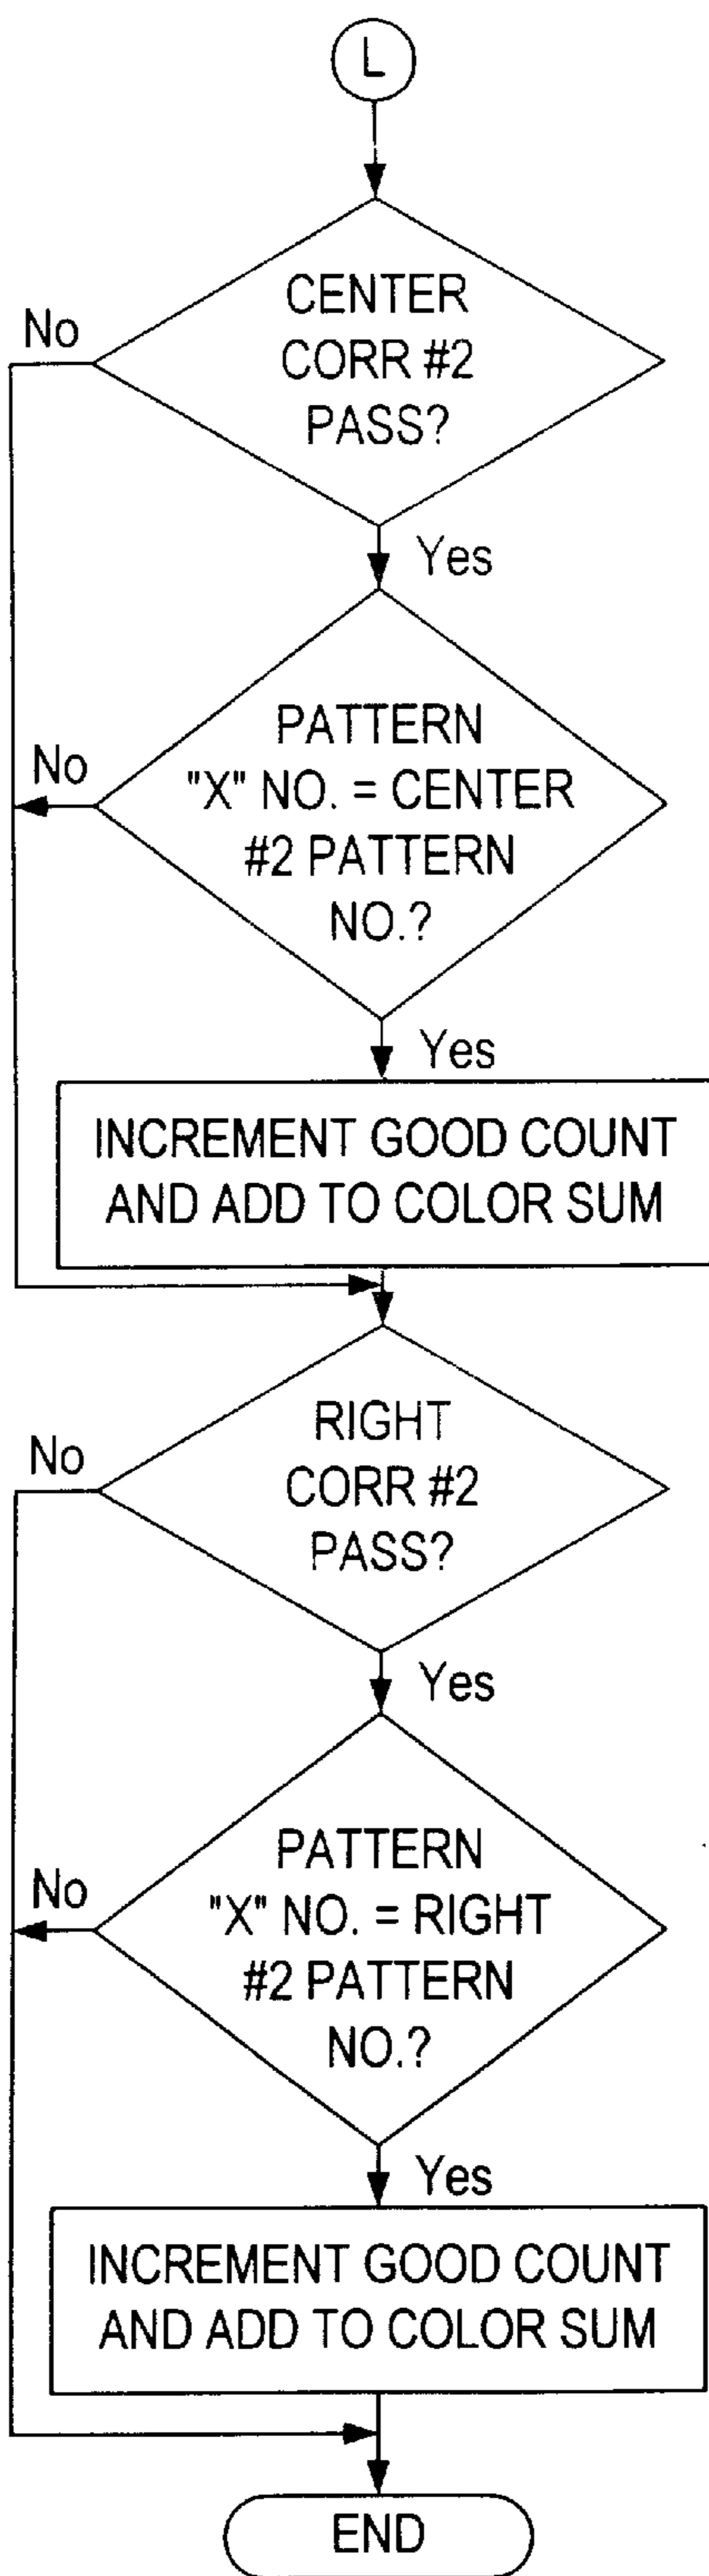 L
CENTER
CORR #2
PASS?
No
Yes
PATTERN
"X" NO. = CENTER
#2 PATTERN
NO.?
No
Yes
INCREMENT GOOD COUNT
AND ADD TO COLOR SUM
RIGHT
CORR #2
PASS?
No
Yes
PATTERN
"X" NO. = RIGHT
#2 PATTERN
NO.?
No
Yes
INCREMENT GOOD COUNT
AND ADD TO COLOR SUM
END